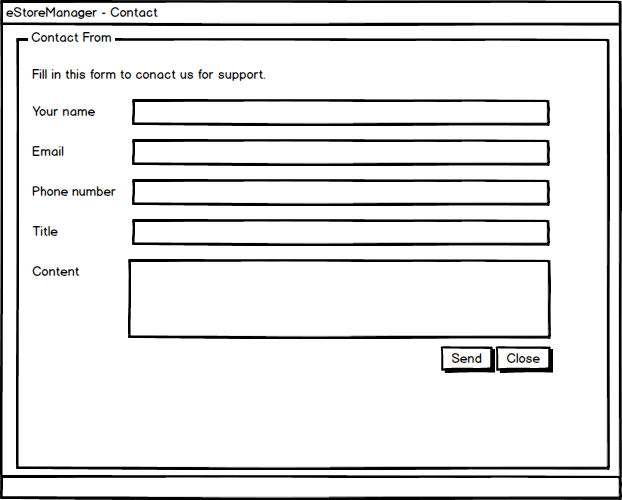 eStoreManager - Contact
Contact From
Fill in this form to conact us for support.
Your name
Email
Phone number
Title
Content
Send Close